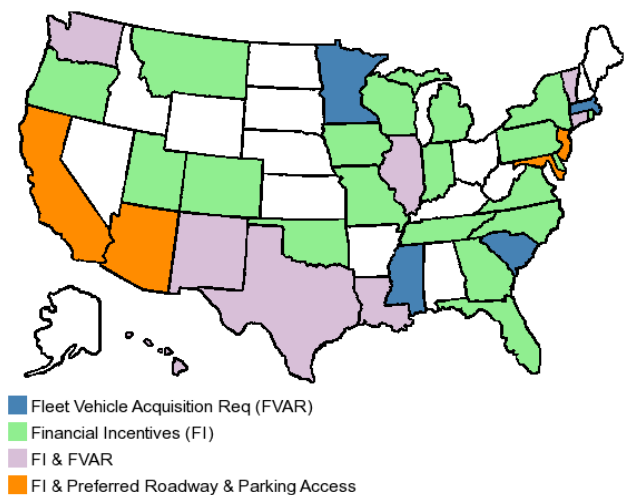 Fleet Vehicle Acquisition Req (FVAR)
Financial Incentives (FI)
FI & FVAR
FI & Preferred Roadway & Parking Access